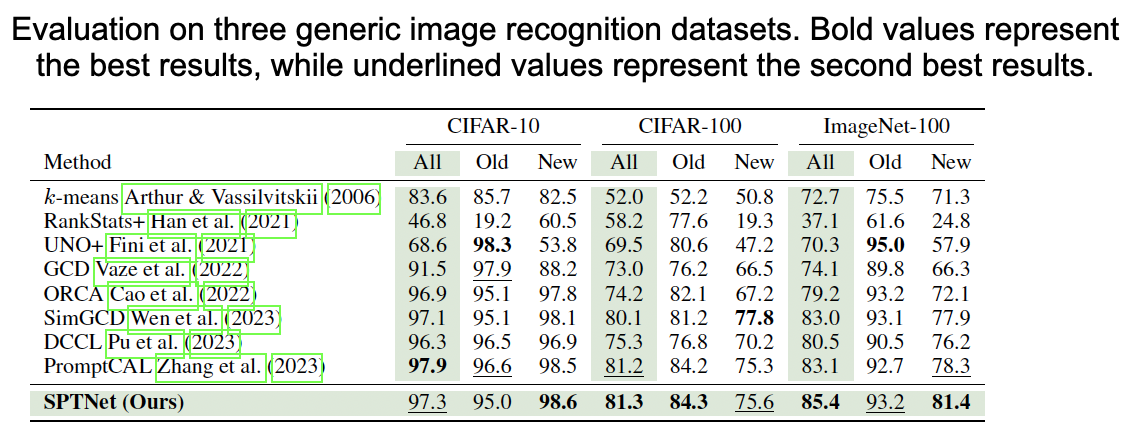 Evaluation on three generic image recognition datasets. Bold values represent
the best results, while underlined values represent the second best results.
CIFAR-10 CIFAR-100 ImageNet-100
Method All Old New All Old New All Old New
k-means Arthur & Vassilvitskii (2006) 83.6 85.7 82.5 52.0 52.2 50.8 72.7 75.5 71.3
RankStats+ Han et al. (2021) 46.8 19.2 60.5 58.2 77.6 19.3 37.1 61.6 24.8
UNO+ Fini et al. (2021) 68.6 98.3 53.8 69.5 80.6 47.2 70.3 95.0 57.9
GCD Vaze et al. (2022) 91.5 97.9 88.2 73.0 76.2 66.5 74.1 89.8 66.3
ORCA Cao et al. (2022) 96.9 95.1 97.8 74.2 82.1 67.2 79.2 93.2 72.1
SimGCD Wen et al. (2023) 97.1 95.1 98.1 80.1 81.2 77.8 83.0 93.1 77.9
DCCL Pu et al. (2023) 96.3 96.5 96.9 75.3 76.8 70.2 80.5 90.5 76.2
PromptCAL Zhang et al. (2023) 97.9 96.6 98.5 81.2 84.2 75.3 83.1 92.7 78.3
SPTNet (Ours) 97.3 95.0 98.6 81.3 84.3 75.6 85.4 93.2 81.4